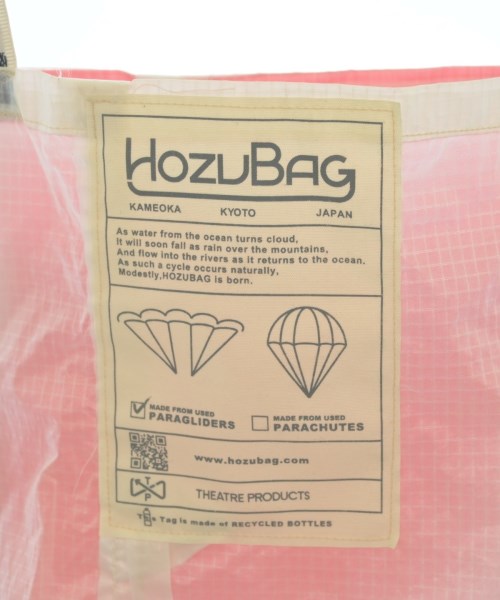 HOZUBAG
KAMEOKA KYOTO JAPAN
As water from the ocean turns cloud,
It will soon fall as rain over the mountains,
And flow into the rivers as it returns to the ocean.
As such a cycle occurs naturally,
Modestly,HOZUBAG is born.
MADE FROM USED
PARAGLIDERS
MADE FROM USED
PARACHUTES
www.hozubag.com
T
P
THEATRE PRODUCTS
This Tag is made of RECYCLED BOTTLES